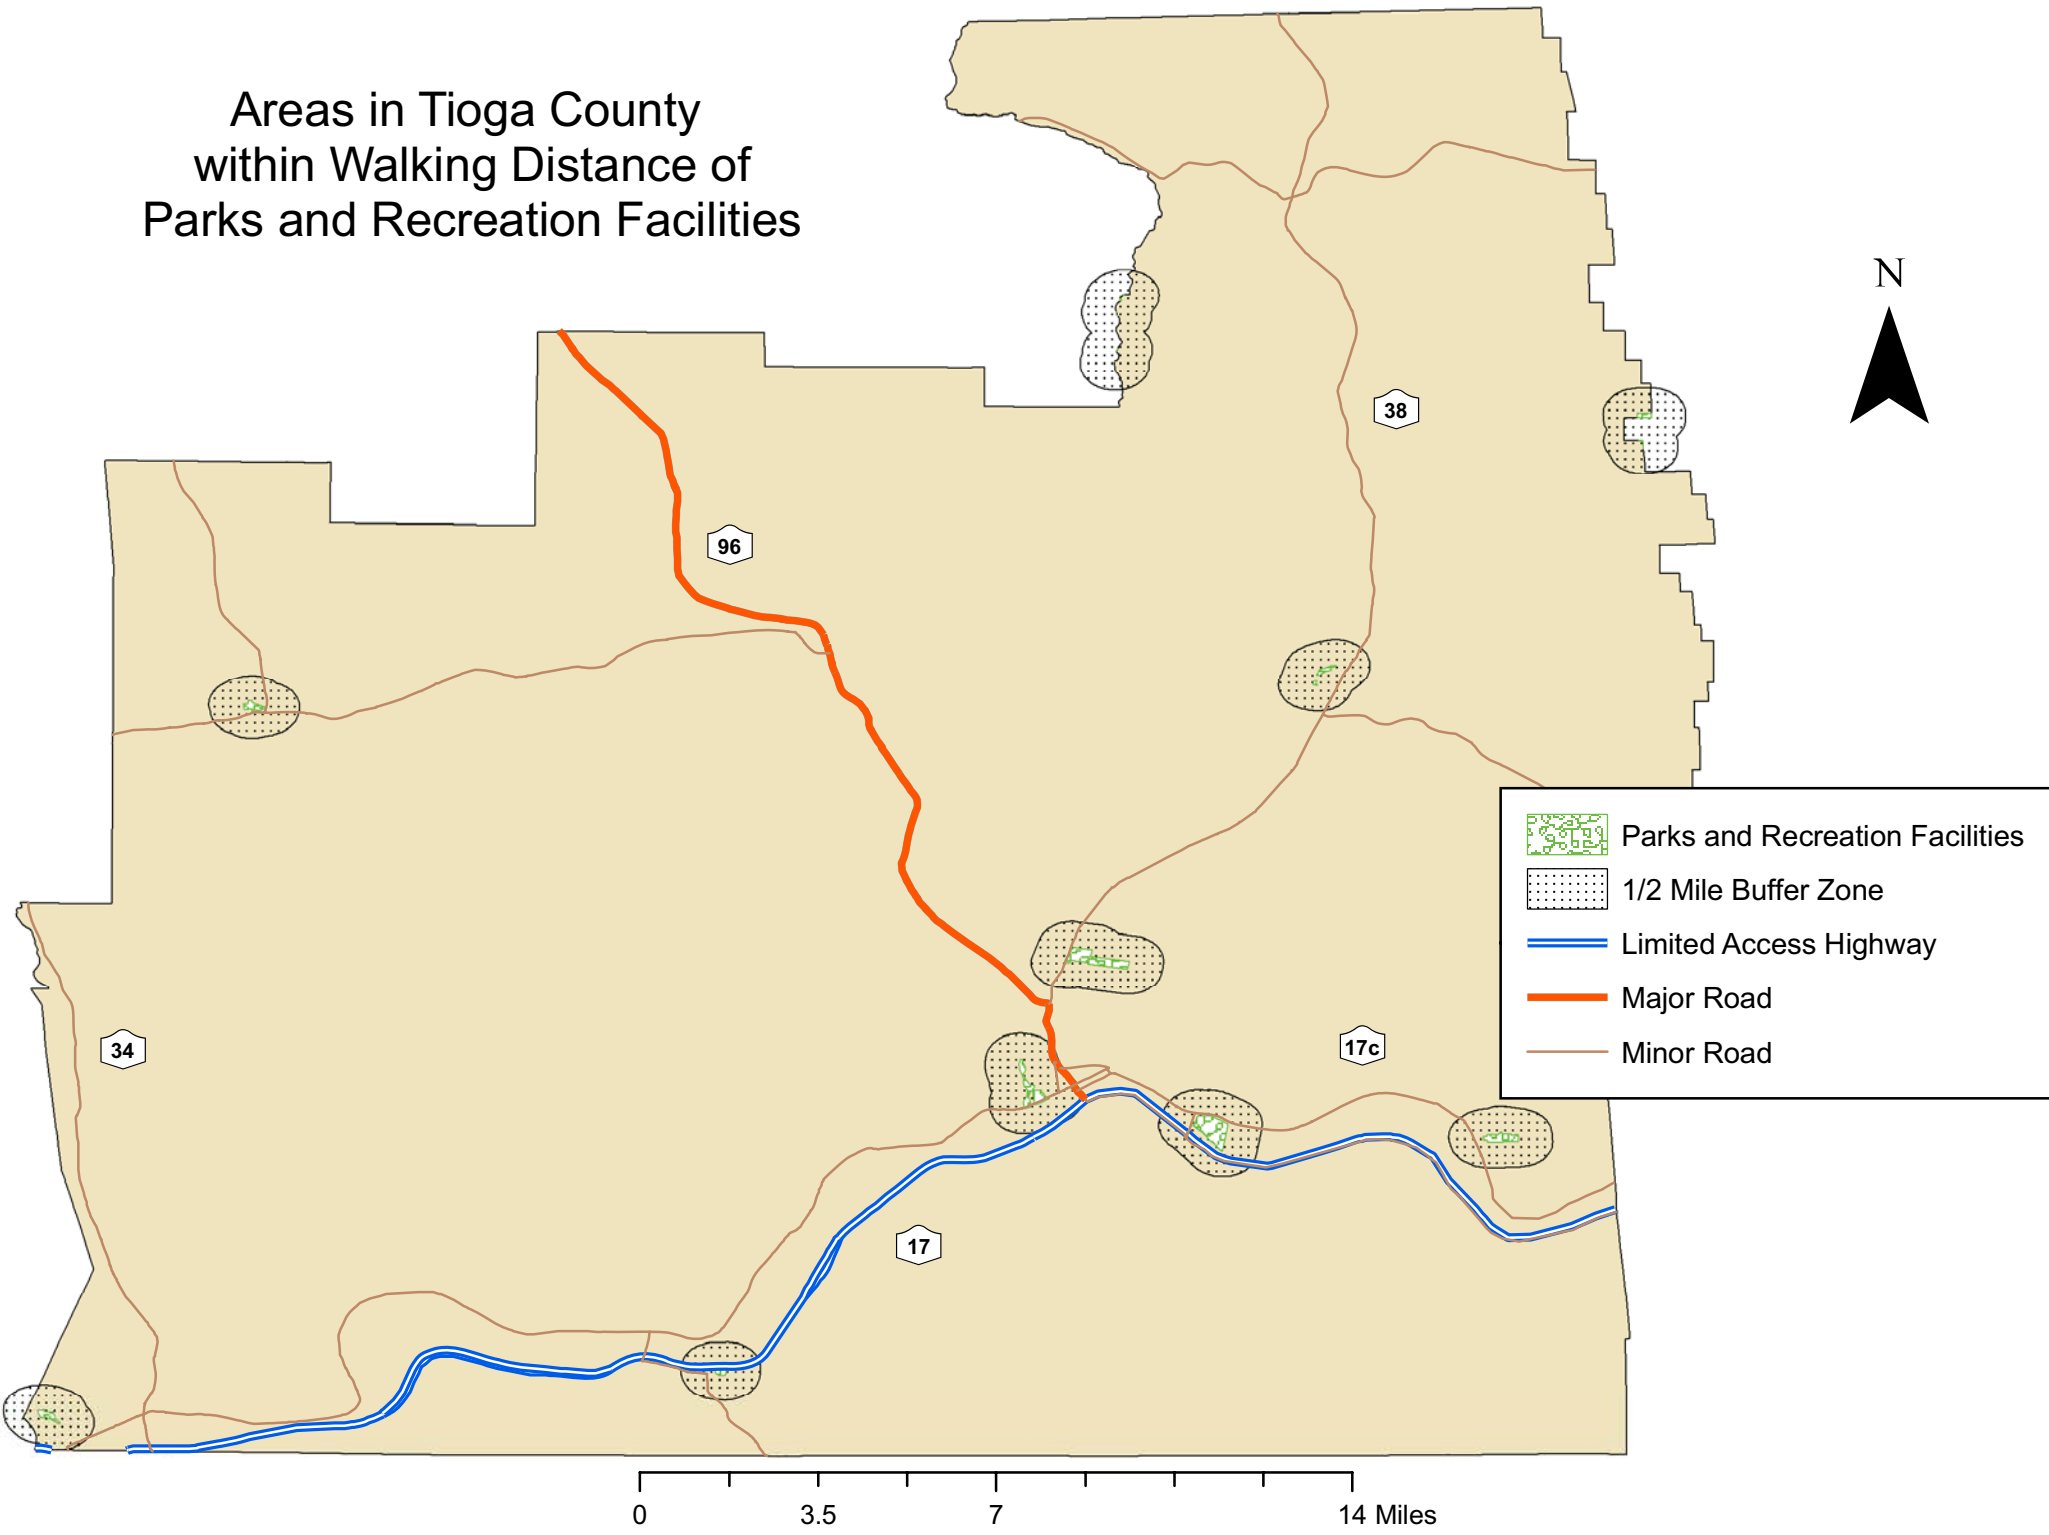 Areas in Tioga County
within Walking Distance of
Parks and Recreation Facilities
N
38
96
34
17c
17
Parks and Recreation Facilities
1/2 Mile Buffer Zone
Limited Access Highway
Major Road
Minor Road
0 3.5 7 14 Miles